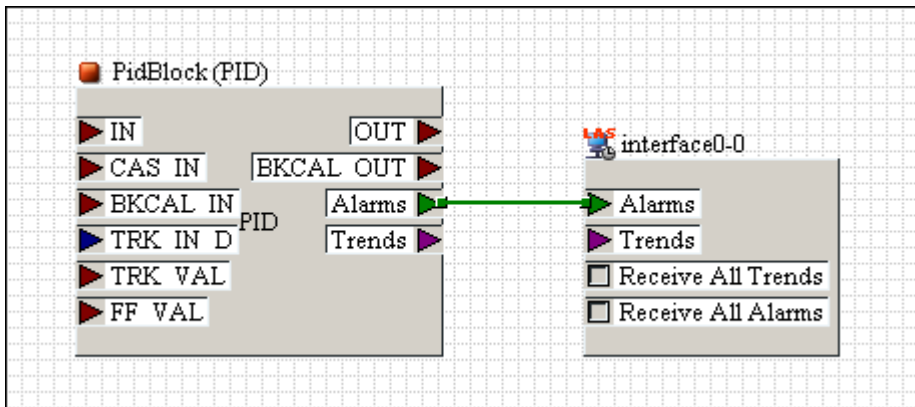 PidBlock (PID)
IN
CAS IN
BKCAL IN
TRK IN D
TRK VAL
FF VAL
PID
OUT
BKCAL OUT
Alarms
Trends
LAS
interface0-0
Alarms
Trends
Receive All Trends
Receive All Alarms